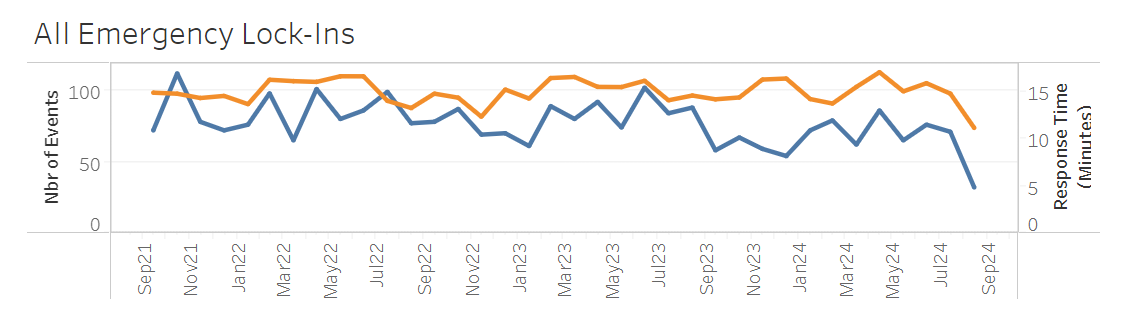 All Emergency Lock-Ins
Nbr of Events
100
50
0
15
10
5
0
Response Time
(Minutes)
Sep21
Nov21
Jan22
Mar22
May22
Jul22
Sep22
Nov22
Jan23
Mar23
May23
Jul23
Sep23
Nov23
Jan24
Mar24
May24
Jul24
Sep24